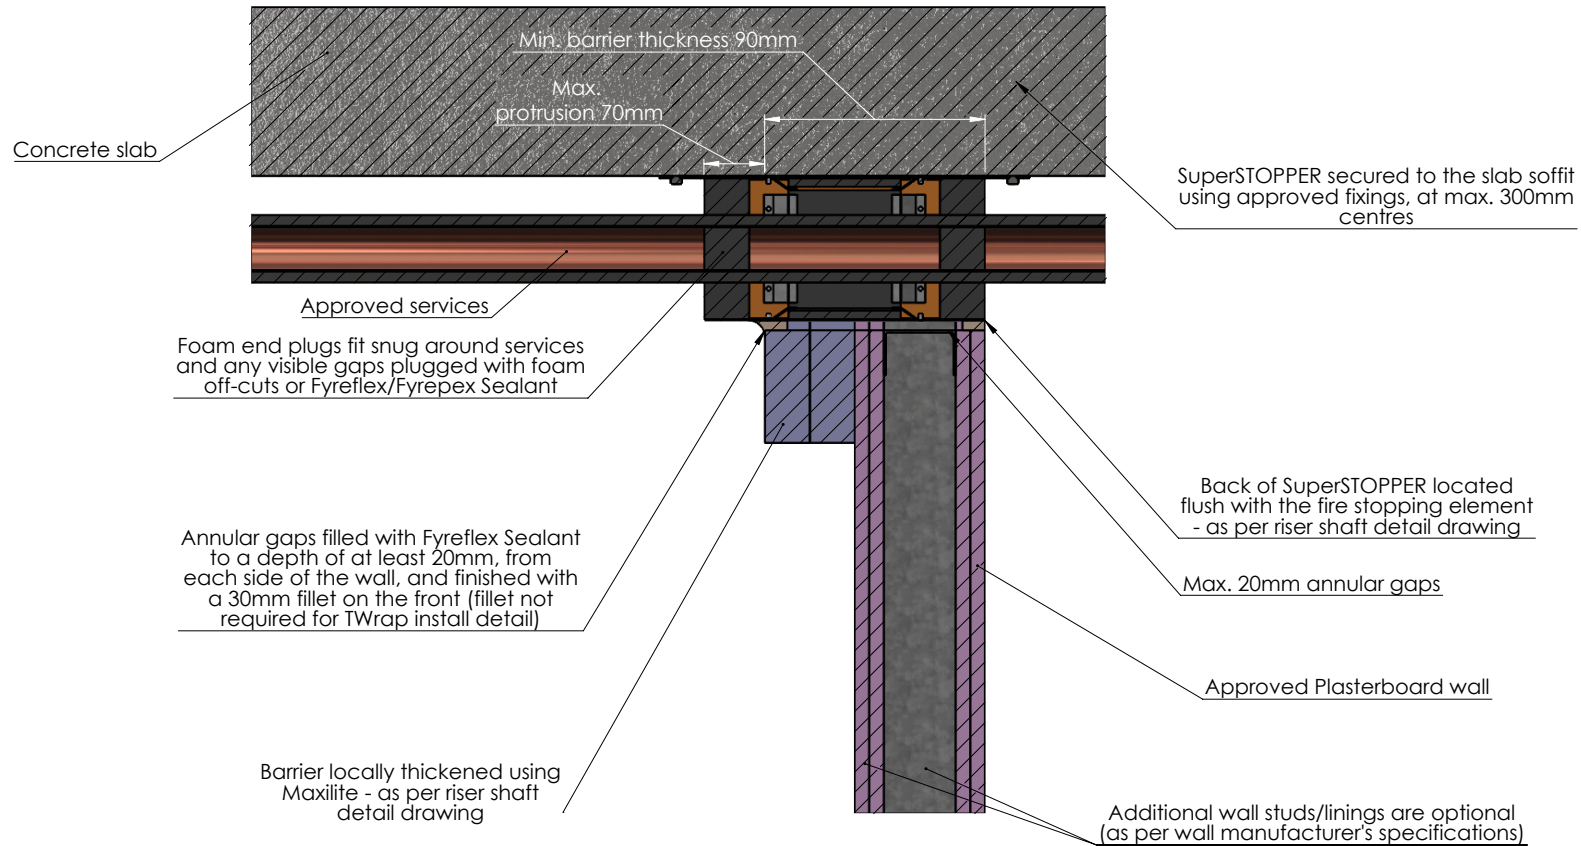 Min. barrier thickness 90mm
Max.
protrusion 70mm
Concrete slab
SuperSTOPPER secured to the slab soffit
using approved fixings, at max. 300mm
centres
Approved services
Foam end plugs fit snug around services
and any visible gaps plugged with foam
off-cuts or Fyreflex/Fyrepex Sealant
Back of SuperSTOPPER located
flush with the fire stopping element
- as per riser shaft detail drawing
Annular gaps filled with Fyreflex Sealant
to a depth of at least 20mm, from
each side of the wall, and finished with
a 30mm fillet on the front (fillet not
required for TWrap install detail)
Max. 20mm annular gaps
Approved Plasterboard wall
Barrier locally thickened using
Maxilite - as per riser shaft
detail drawing
Additional wall studs/linings are optional
(as per wall manufacturer's specifications)